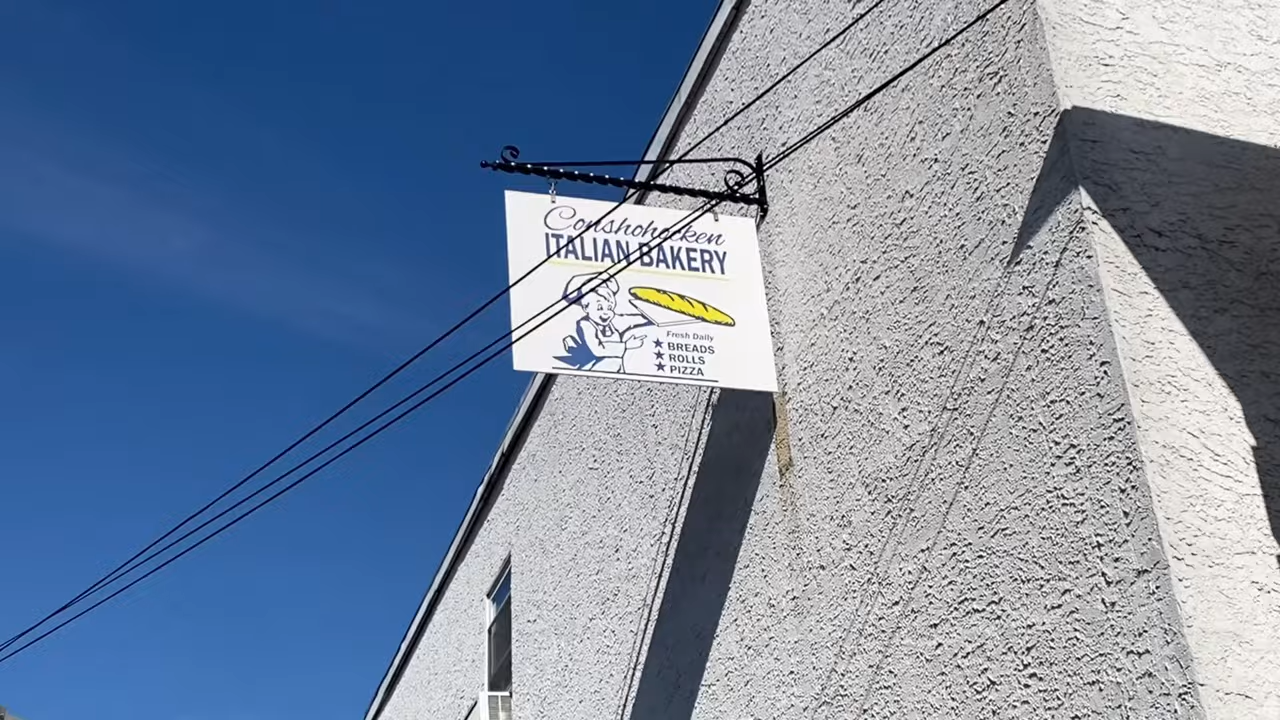 Conshohocken
ITALIAN BAKERY
Fresh Daily
★ BREADS
★ ROLLS
★ PIZZA